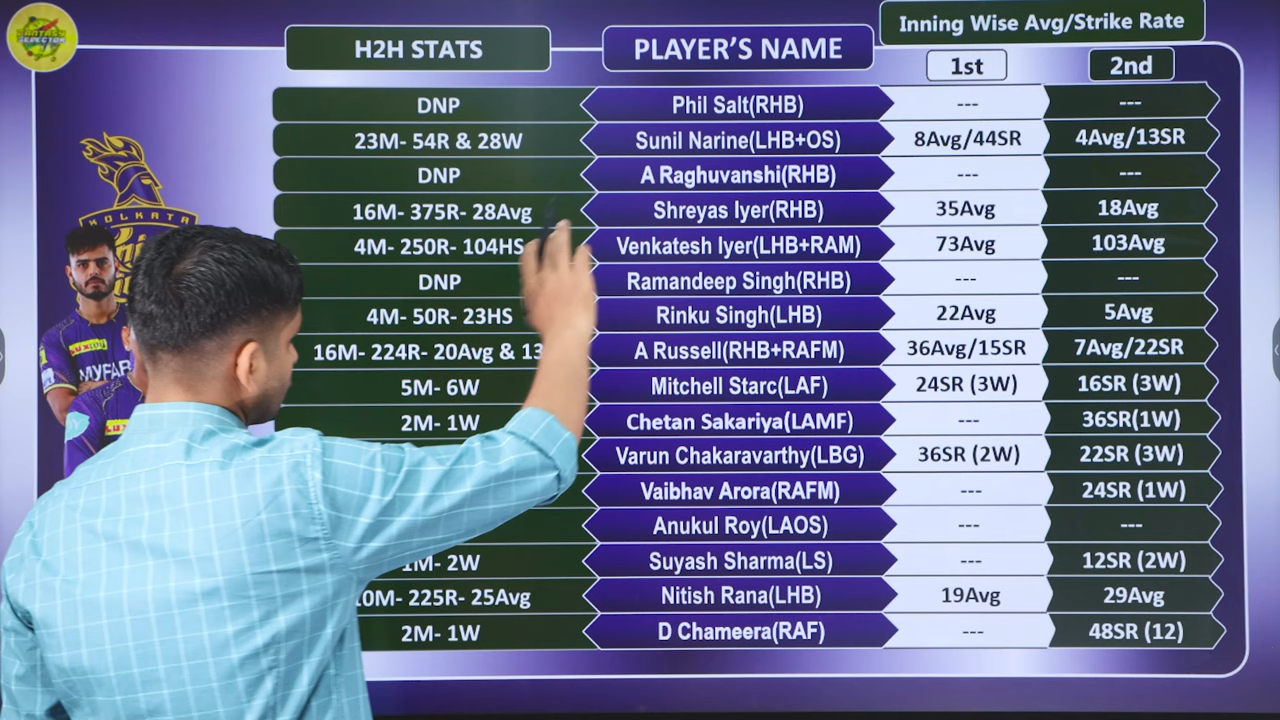 FANTASY
SELECTOR
H2H STATS PLAYER'S NAME Inning Wise Avg/Strike Rate
1st 2nd
DNP Phil Salt(RHB) --- ---
23M- 54R & 28W Sunil Narine(LHB+OS) 8Avg/44SR 4Avg/13SR
DNP A Raghuvanshi(RHB) --- ---
16M- 375R- 28Avg Shreyas Iyer(RHB) 35Avg 18Avg
4M- 250R- 104HS Venkatesh Iyer(LHB+RAM) 73Avg 103Avg
DNP Ramandeep Singh(RHB) --- ---
4M- 50R- 23HS Rinku Singh(LHB) 22Avg 5Avg
16M- 224R- 20Avg & 13 A Russell(RHB+RAFM) 36Avg/15SR 7Avg/22SR
5M- 6W Mitchell Starc(LAF) 24SR (3W) 16SR (3W)
2M- 1W Chetan Sakariya(LAMF) --- 36SR(1W)
Varun Chakaravarthy(LBG) 36SR (2W) 22SR (3W)
Vaibhav Arora(RAFM) --- 24SR (1W)
Anukul Roy(LAOS) --- ---
1M- 2W Suyash Sharma(LS) --- 12SR (2W)
10M- 225R- 25Avg Nitish Rana(LHB) 19Avg 29Avg
2M- 1W D Chameera(RAF) --- 48SR (12)
KOLKATA
LUX
MYFAB